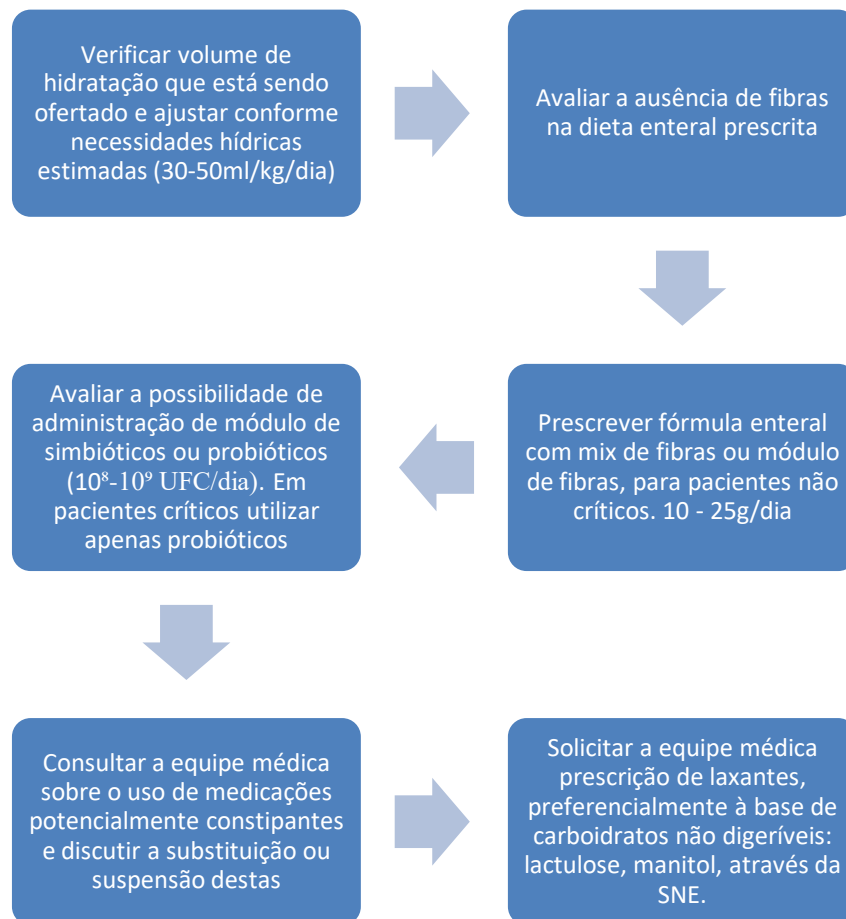 Verificar volume de
hidratação que está sendo
ofertado e ajustar conforme
necessidades hídricas
estimadas (30-50ml/kg/dia)
Avaliar a ausência de fibras
na dieta enteral prescrita
Prescrever fórmula enteral
com mix de fibras ou módulo
de fibras, para pacientes não
críticos. 10 - 25g/dia
Avaliar a possibilidade de
administração de módulo de
simbióticos ou probióticos
(10⁸-10⁹ UFC/dia). Em
pacientes críticos utilizar
apenas probióticos
Consultar a equipe médica
sobre o uso de medicações
potencialmente constipantes
e discutir a substituição ou
suspensão destas
Solicitar a equipe médica
prescrição de laxantes,
preferencialmente à base de
carboidratos não digeríveis:
lactulose, manitol, através da
SNE.